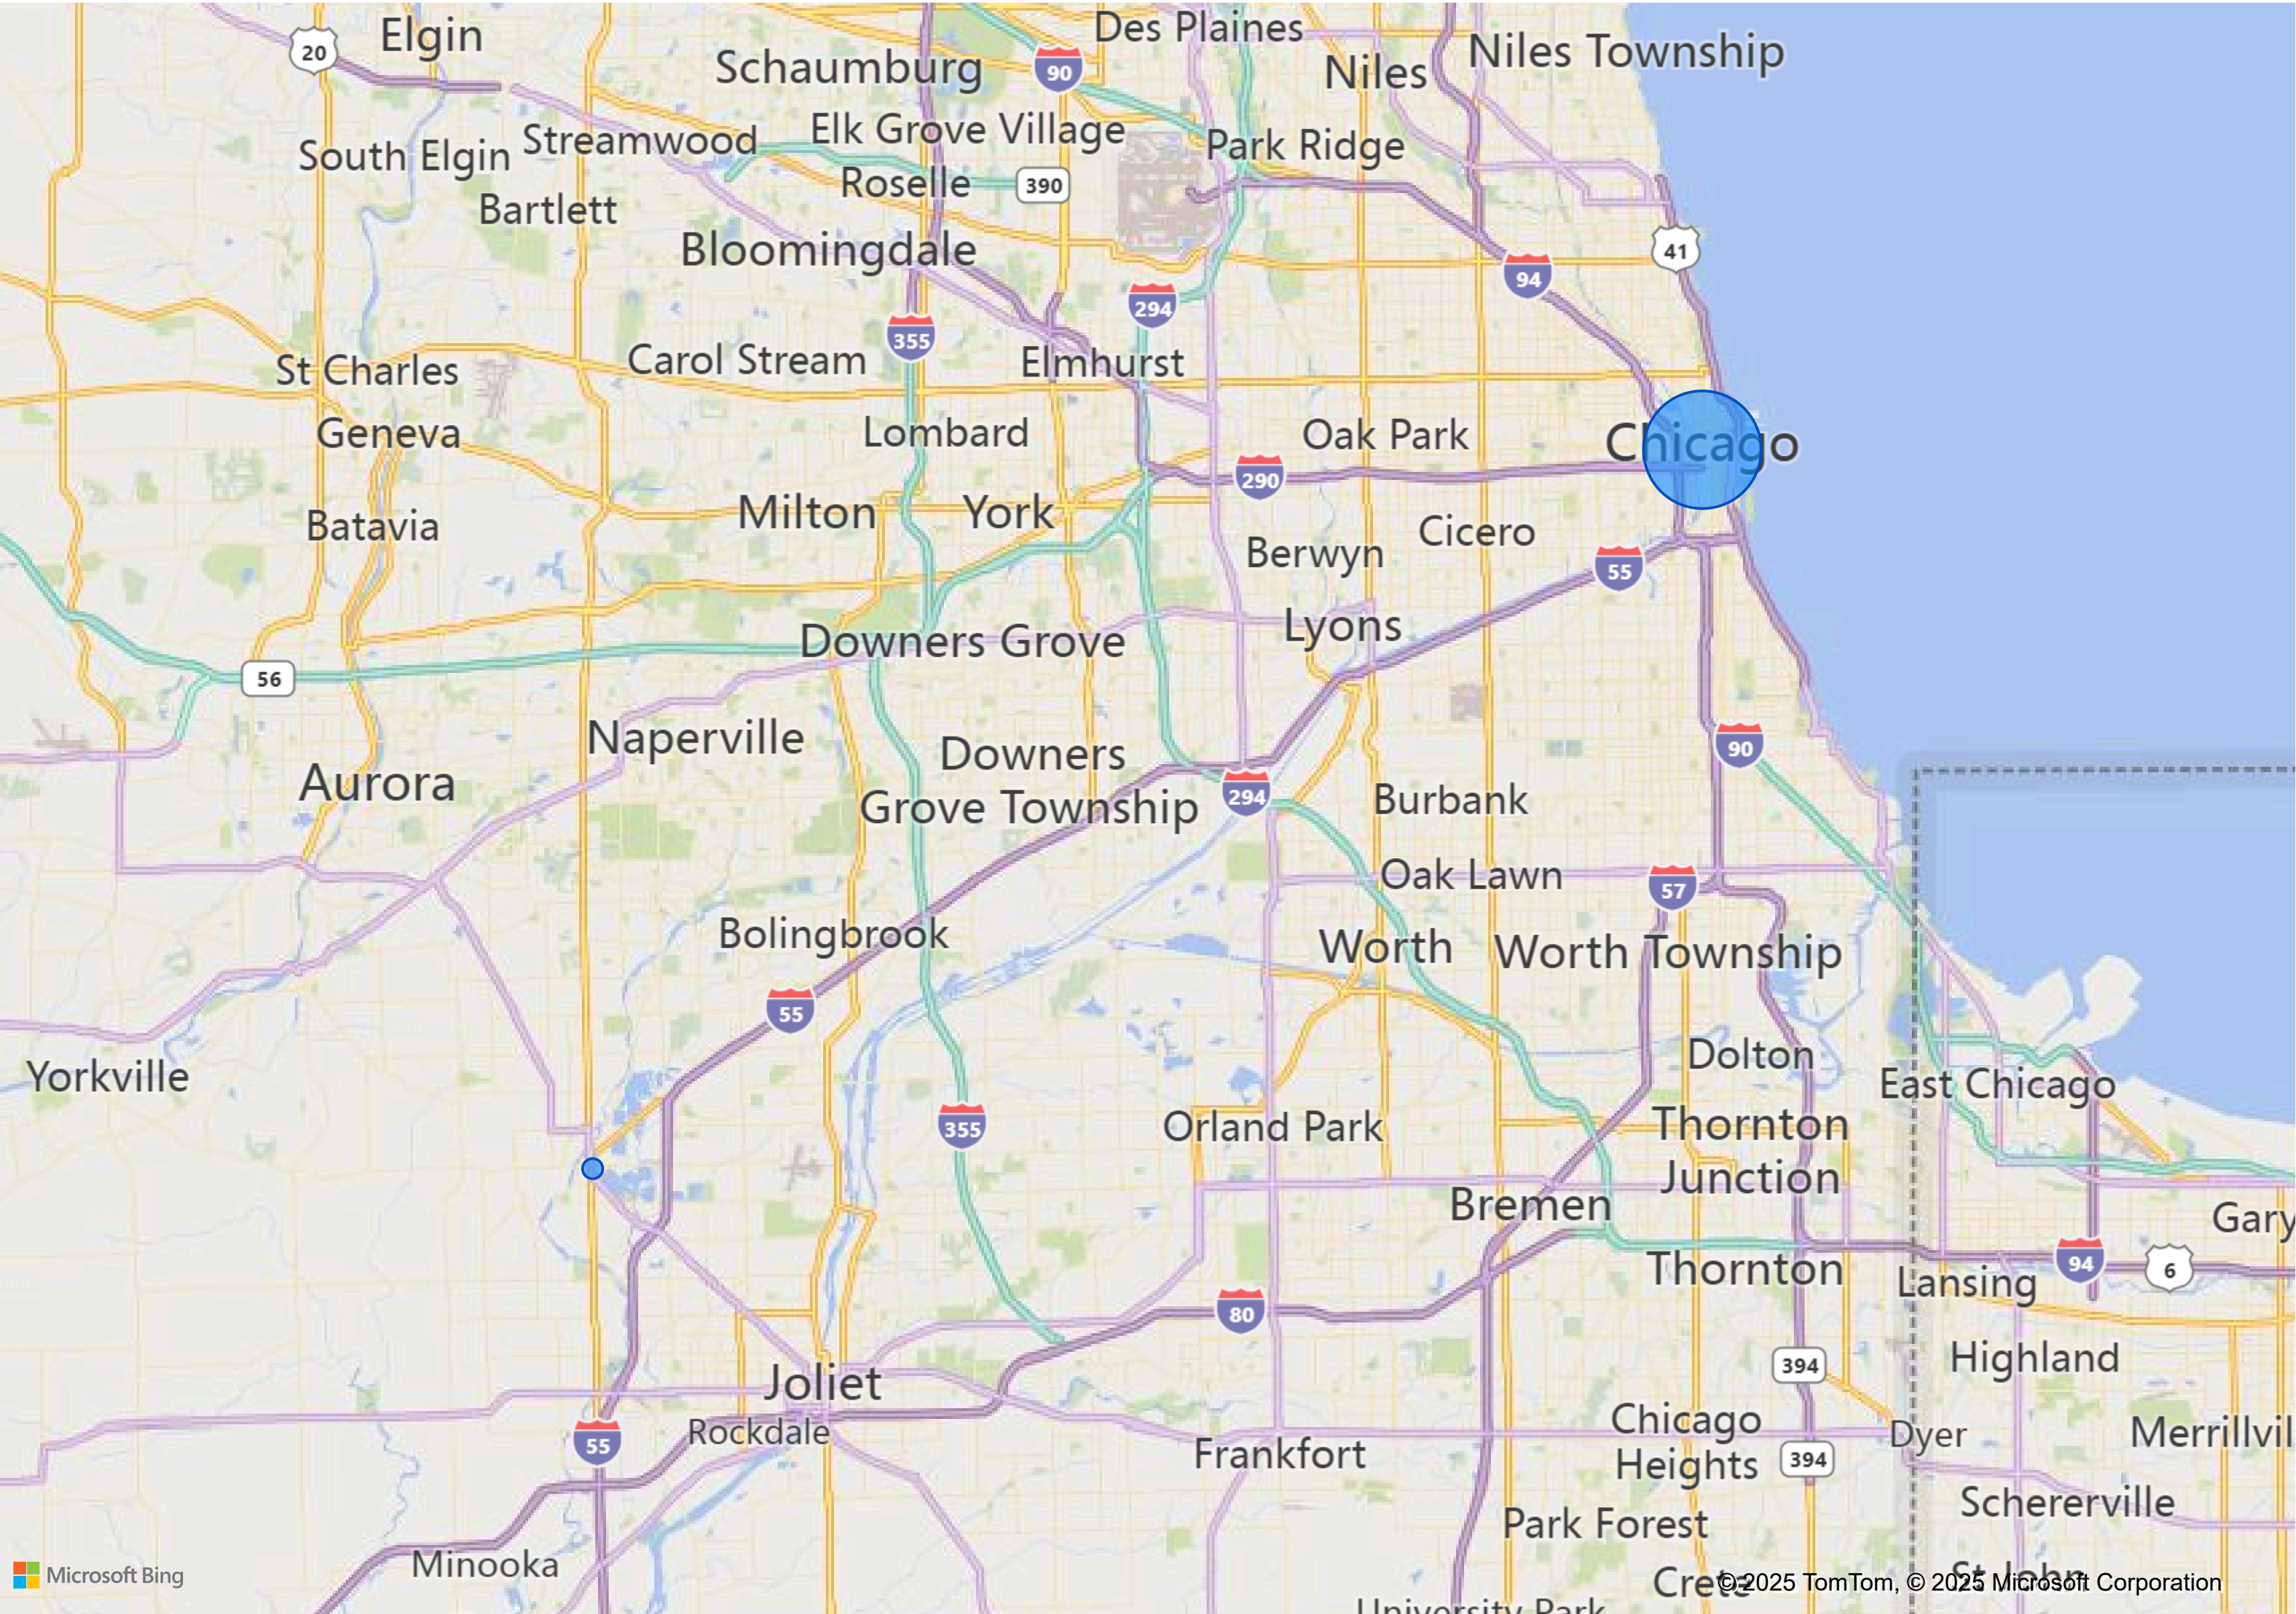 Elgin
Des Plaines
20
Niles Township
Schaumburg
90
Niles
Elk Grove Village
Streamwood
South Elgin
Park Ridge
Roselle
390
Bartlett
Bloomingdale
41
94
294
355
Carol Stream
Elmhurst
St Charles
Geneva
Lombard
Oak Park
Chicago
290
Milton
York
Batavia
Cicero
Berwyn
55
Lyons
Downers Grove
56
Naperville
90
Downers
Grove Township
Aurora
294
Burbank
Oak Lawn
57
Bolingbrook
Worth
Worth Township
55
Dolton
Yorkville
East Chicago
355
Orland Park
Thornton
Junction
Bremen
Gary
Thornton
94
6
Lansing
80
Highland
394
Joliet
Chicago
Heights
Rockdale
55
Dyer
Merrillvil
Frankfort
394
Schererville
Park Forest
Minooka
Microsoft Bing
Crete
St John
© 2025 TomTom, © 2025 Microsoft Corporation
University Park